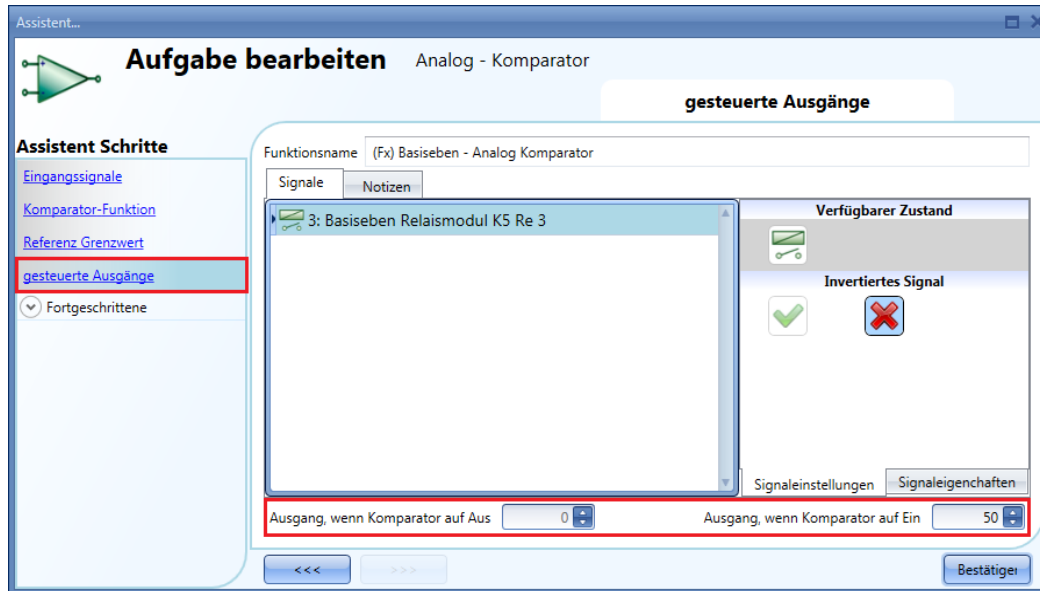 Assistent...
Aufgabe bearbeiten Analog - Komparator
gesteuerte Ausgänge
Assistent Schritte
Eingangssignale
Komparator-Funktion
Referenz Grenzwert
gesteuerte Ausgänge
Fortgeschrittene
Funktionsname (Fx) Basiseben - Analog Komparator
Signale Notizen
3: Basiseben Relaismodul K5 Re 3
Verfügbarer Zustand
Invertiertes Signal
Signaleinstellungen Signaleigenchaften
Ausgang, wenn Komparator auf Aus 0 Ausgang, wenn Komparator auf Ein 50
<<< >>> Bestätiger